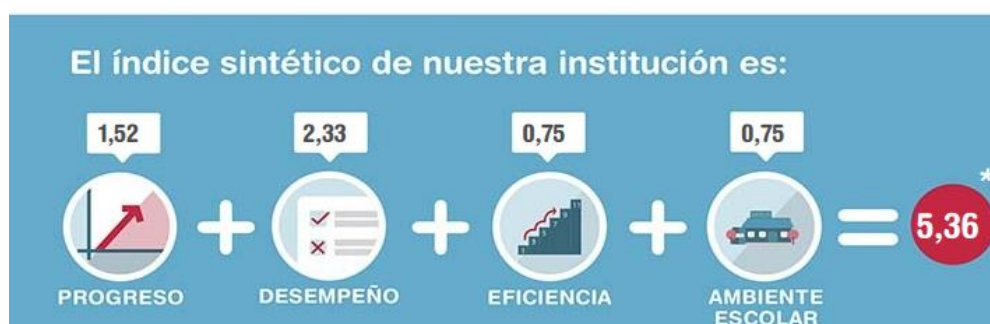 El índice sintético de nuestra institución es:
1,52 2,33 0,75 0,75
+ + + = 5,36 *
PROGRESO DESEMPEÑO EFICIENCIA AMBIENTE
ESCOLAR